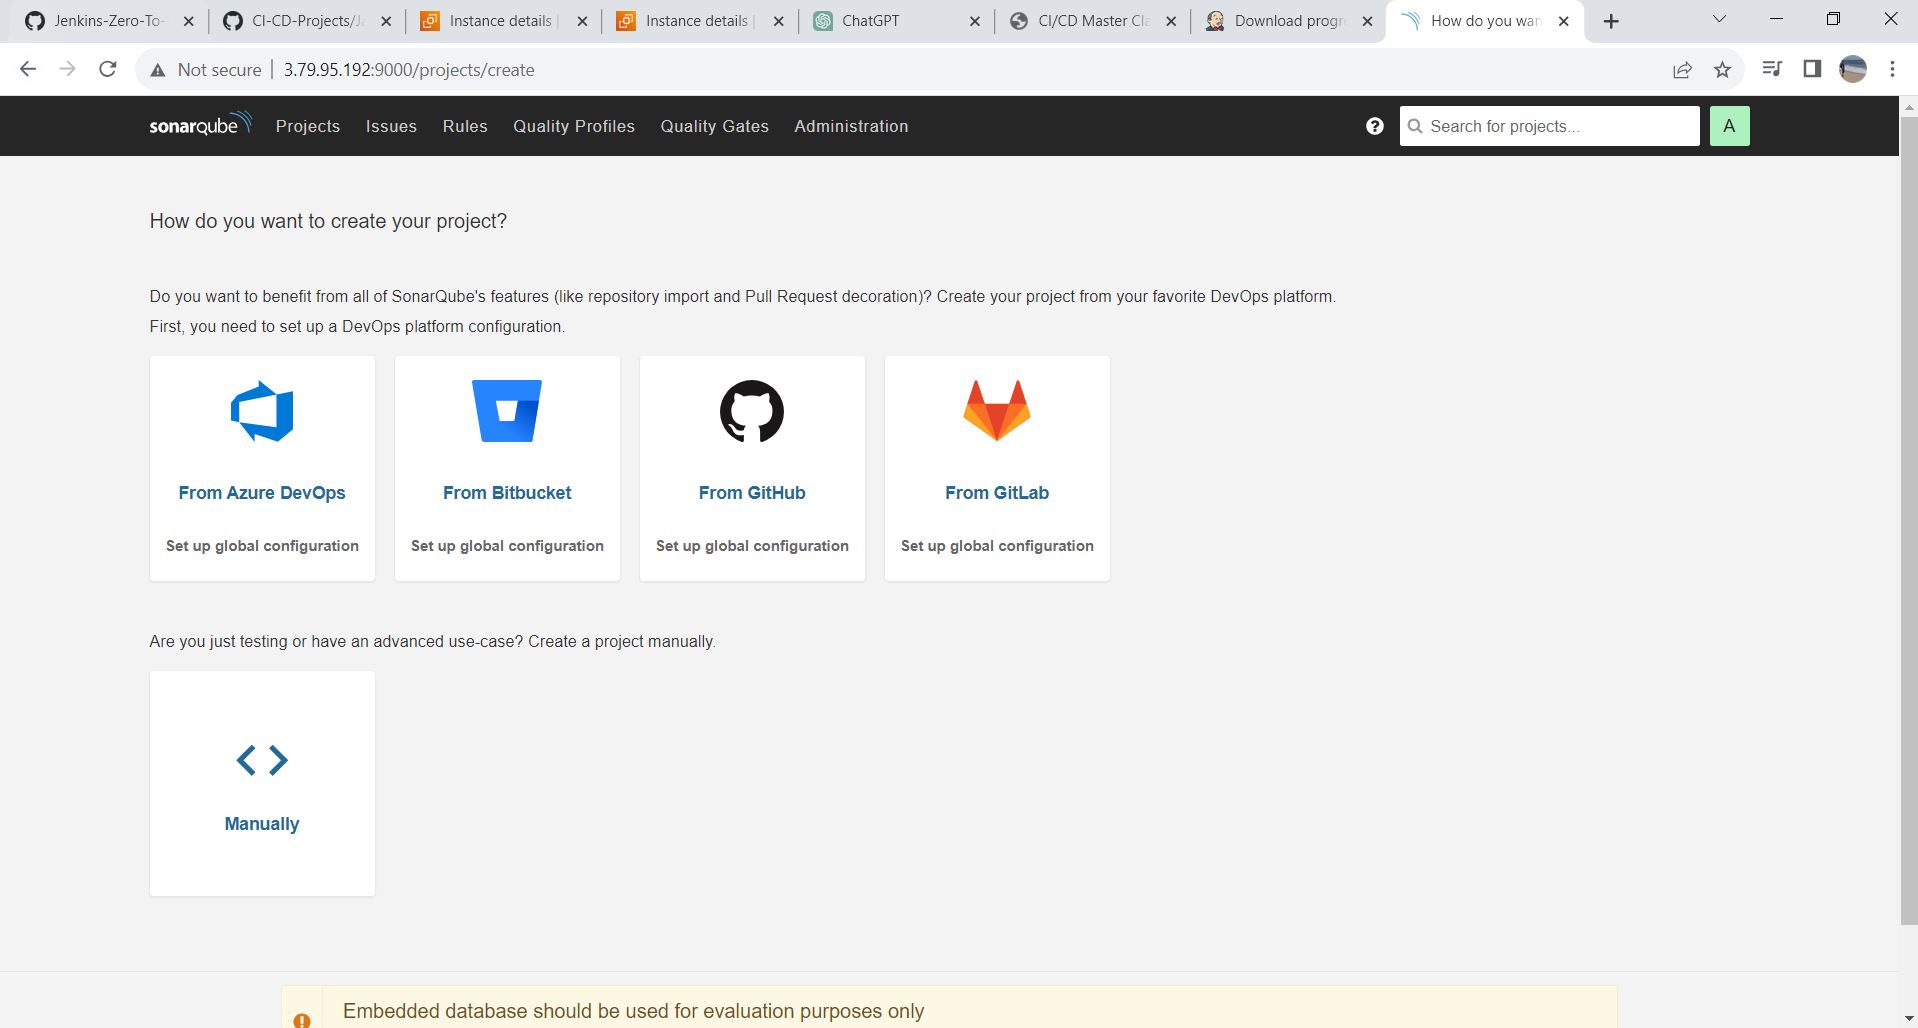 Jenkins-Zero-To-
CI-CD-Projects/Ja
Instance details |
Instance details |
ChatGPT
CI/CD Master Cla
Download progre
How do you wan
Not secure
3.79.95.192:9000/projects/create
sonarqube
Projects
Issues
Rules
Quality Profiles
Quality Gates
Administration
Search for projects...
A
How do you want to create your project?
Do you want to benefit from all of SonarQube's features (like repository import and Pull Request decoration)? Create your project from your favorite DevOps platform.
First, you need to set up a DevOps platform configuration.
From Azure DevOps
Set up global configuration
From Bitbucket
Set up global configuration
From GitHub
Set up global configuration
From GitLab
Set up global configuration
Are you just testing or have an advanced use-case? Create a project manually.
Manually
Embedded database should be used for evaluation purposes only